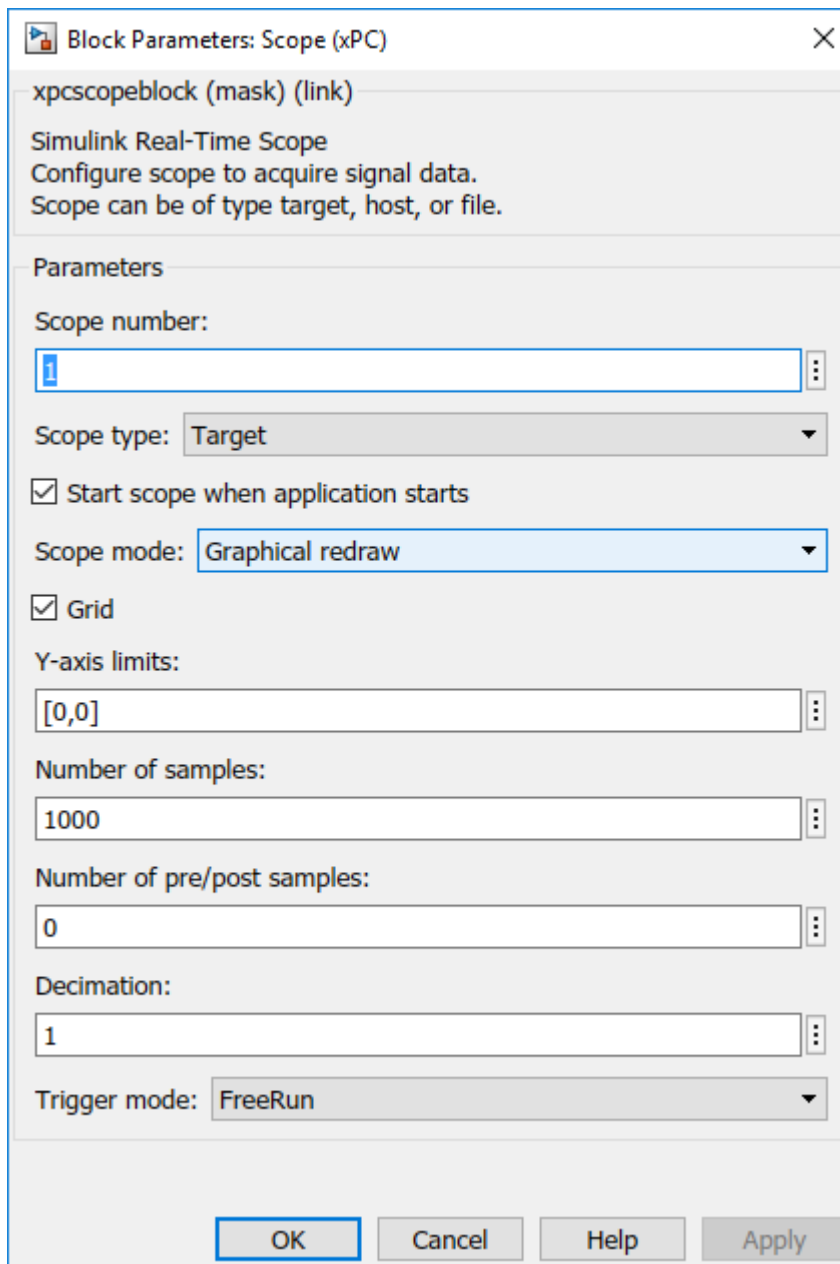 Block Parameters: Scope (xPC)
xpcscopeblock (mask) (link)
Simulink Real-Time Scope
Configure scope to acquire signal data.
Scope can be of type target, host, or file.
Parameters
Scope number:
1
Scope type: Target
Start scope when application starts
Scope mode: Graphical redraw
Grid
Y-axis limits:
[0,0]
Number of samples:
1000
Number of pre/post samples:
0
Decimation:
1
Trigger mode: FreeRun
OK Cancel Help Apply